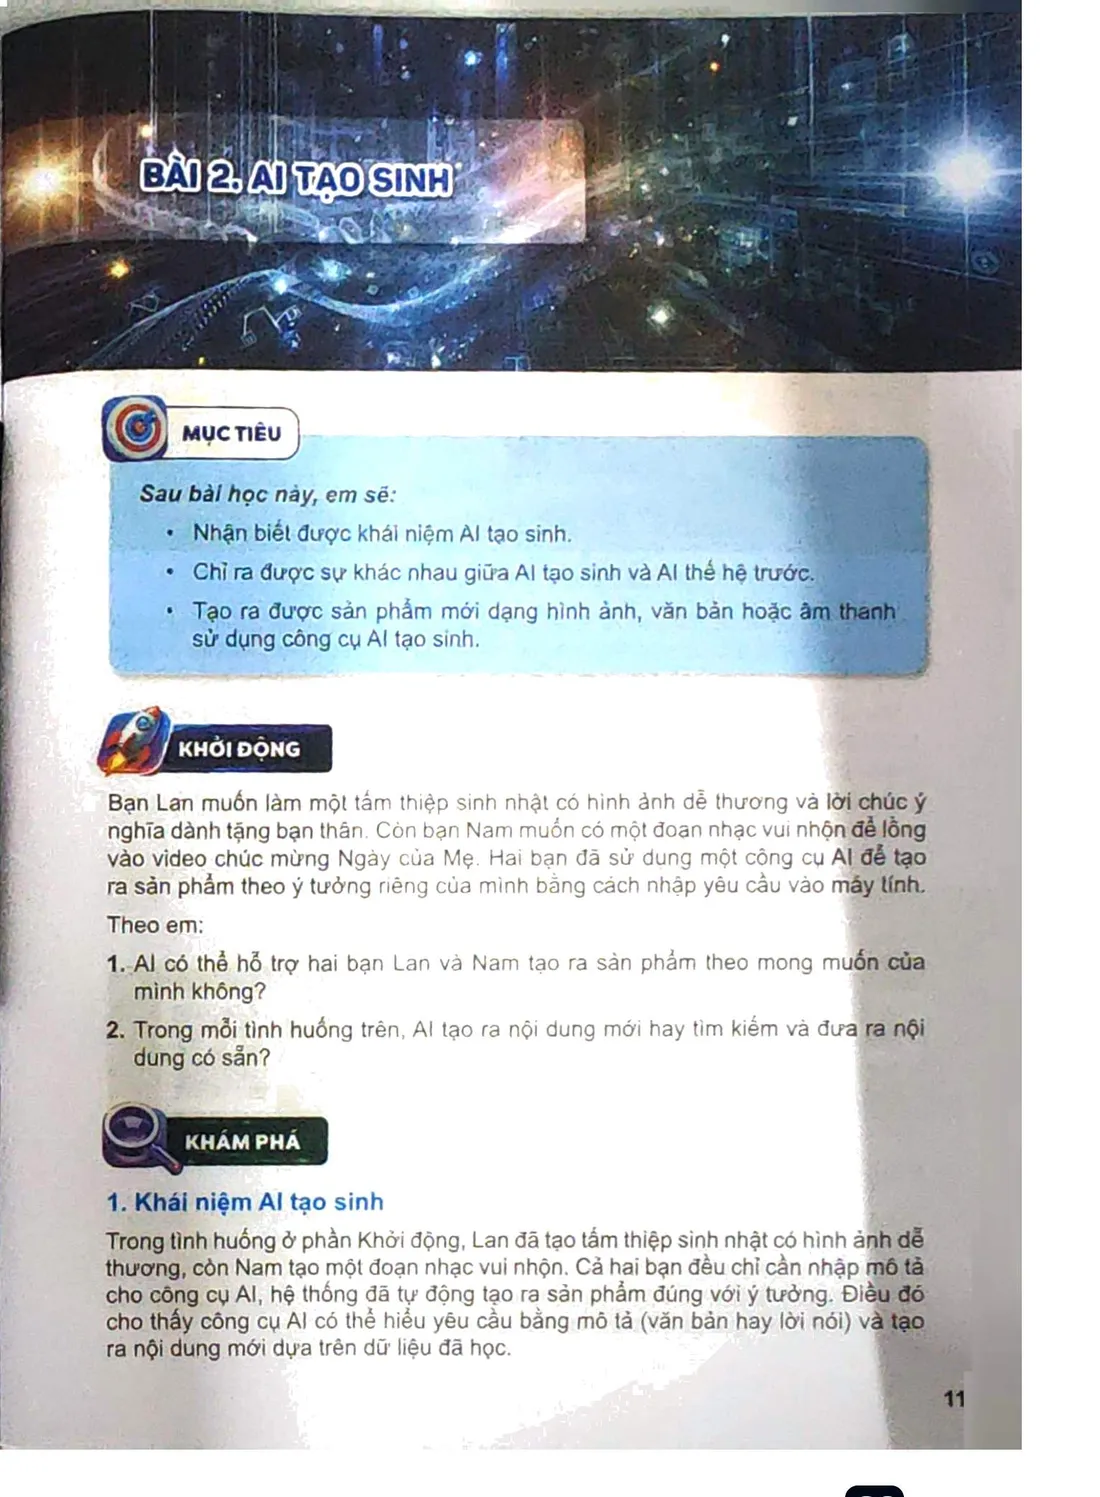 BÀI 2. AI TẠO SINH
MỤC TIÊU
Sau bài học này, em sẽ:
• Nhận biết được khái niệm AI tạo sinh.
• Chỉ ra được sự khác nhau giữa AI tạo sinh và AI thế hệ trước.
• Tạo ra được sản phẩm mới dạng hình ảnh, văn bản hoặc âm thanh
sử dụng công cụ AI tạo sinh.
KHỞI ĐỘNG
Bạn Lan muốn làm một tấm thiệp sinh nhật có hình ảnh dễ thương và lời chúc ý
nghĩa dành tặng bạn thân. Còn bạn Nam muốn có một đoạn nhạc vui nhộn để lồng
vào video chúc mừng Ngày của Mẹ. Hai bạn đã sử dụng một công cụ AI để tạo
ra sản phẩm theo ý tưởng riêng của mình bằng cách nhập yêu cầu vào máy tính.
Theo em:
1. AI có thể hỗ trợ hai bạn Lan và Nam tạo ra sản phẩm theo mong muốn của
mình không?
2. Trong mỗi tình huống trên, AI tạo ra nội dung mới hay tìm kiếm và đưa ra nội
dung có sẵn?
KHÁM PHÁ
1. Khái niệm AI tạo sinh
Trong tình huống ở phần Khởi động, Lan đã tạo tấm thiệp sinh nhật có hình ảnh dễ
thương, còn Nam tạo một đoạn nhạc vui nhộn. Cả hai bạn đều chỉ cần nhập mô tả
cho công cụ AI, hệ thống đã tự động tạo ra sản phẩm đúng với ý tưởng. Điều đó
cho thấy công cụ AI có thể hiểu yêu cầu bằng mô tả (văn bản hay lời nói) và tạo
ra nội dung mới dựa trên dữ liệu đã học.
11